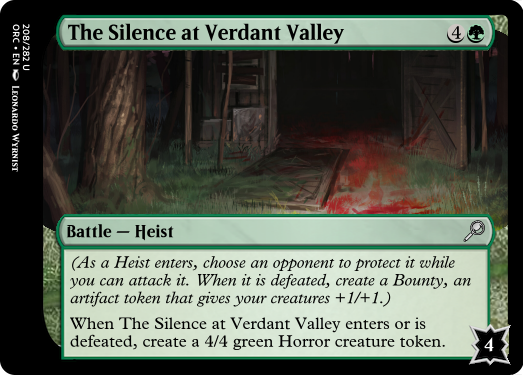 The Silence at Verdant Valley 4
Battle — Heist
(As a Heist enters, choose an opponent to protect it while
you can attack it. When it is defeated, create a Bounty, an
artifact token that gives your creatures +1/+1.)
When The Silence at Verdant Valley enters or is
defeated, create a 4/4 green Horror creature token.
4
208/282 U
ORC • EN Leonardo Wyrnist